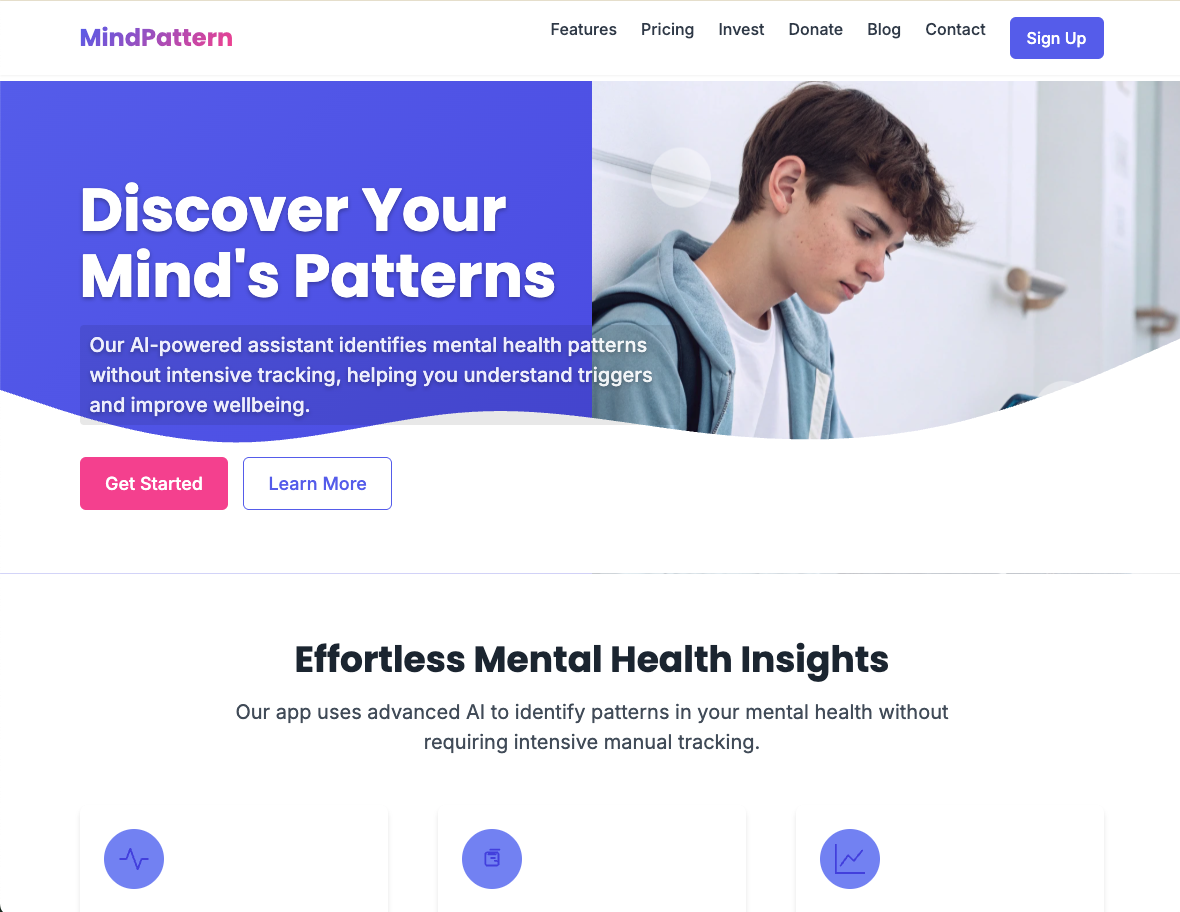 MindPattern
Features
Pricing
Invest
Donate
Blog
Contact
Sign Up
Discover Your
Mind's Patterns
Our AI-powered assistant identifies mental health patterns
without intensive tracking, helping you understand triggers
and improve wellbeing.
Get Started
Learn More
Effortless Mental Health Insights
Our app uses advanced AI to identify patterns in your mental health without
requiring intensive manual tracking.